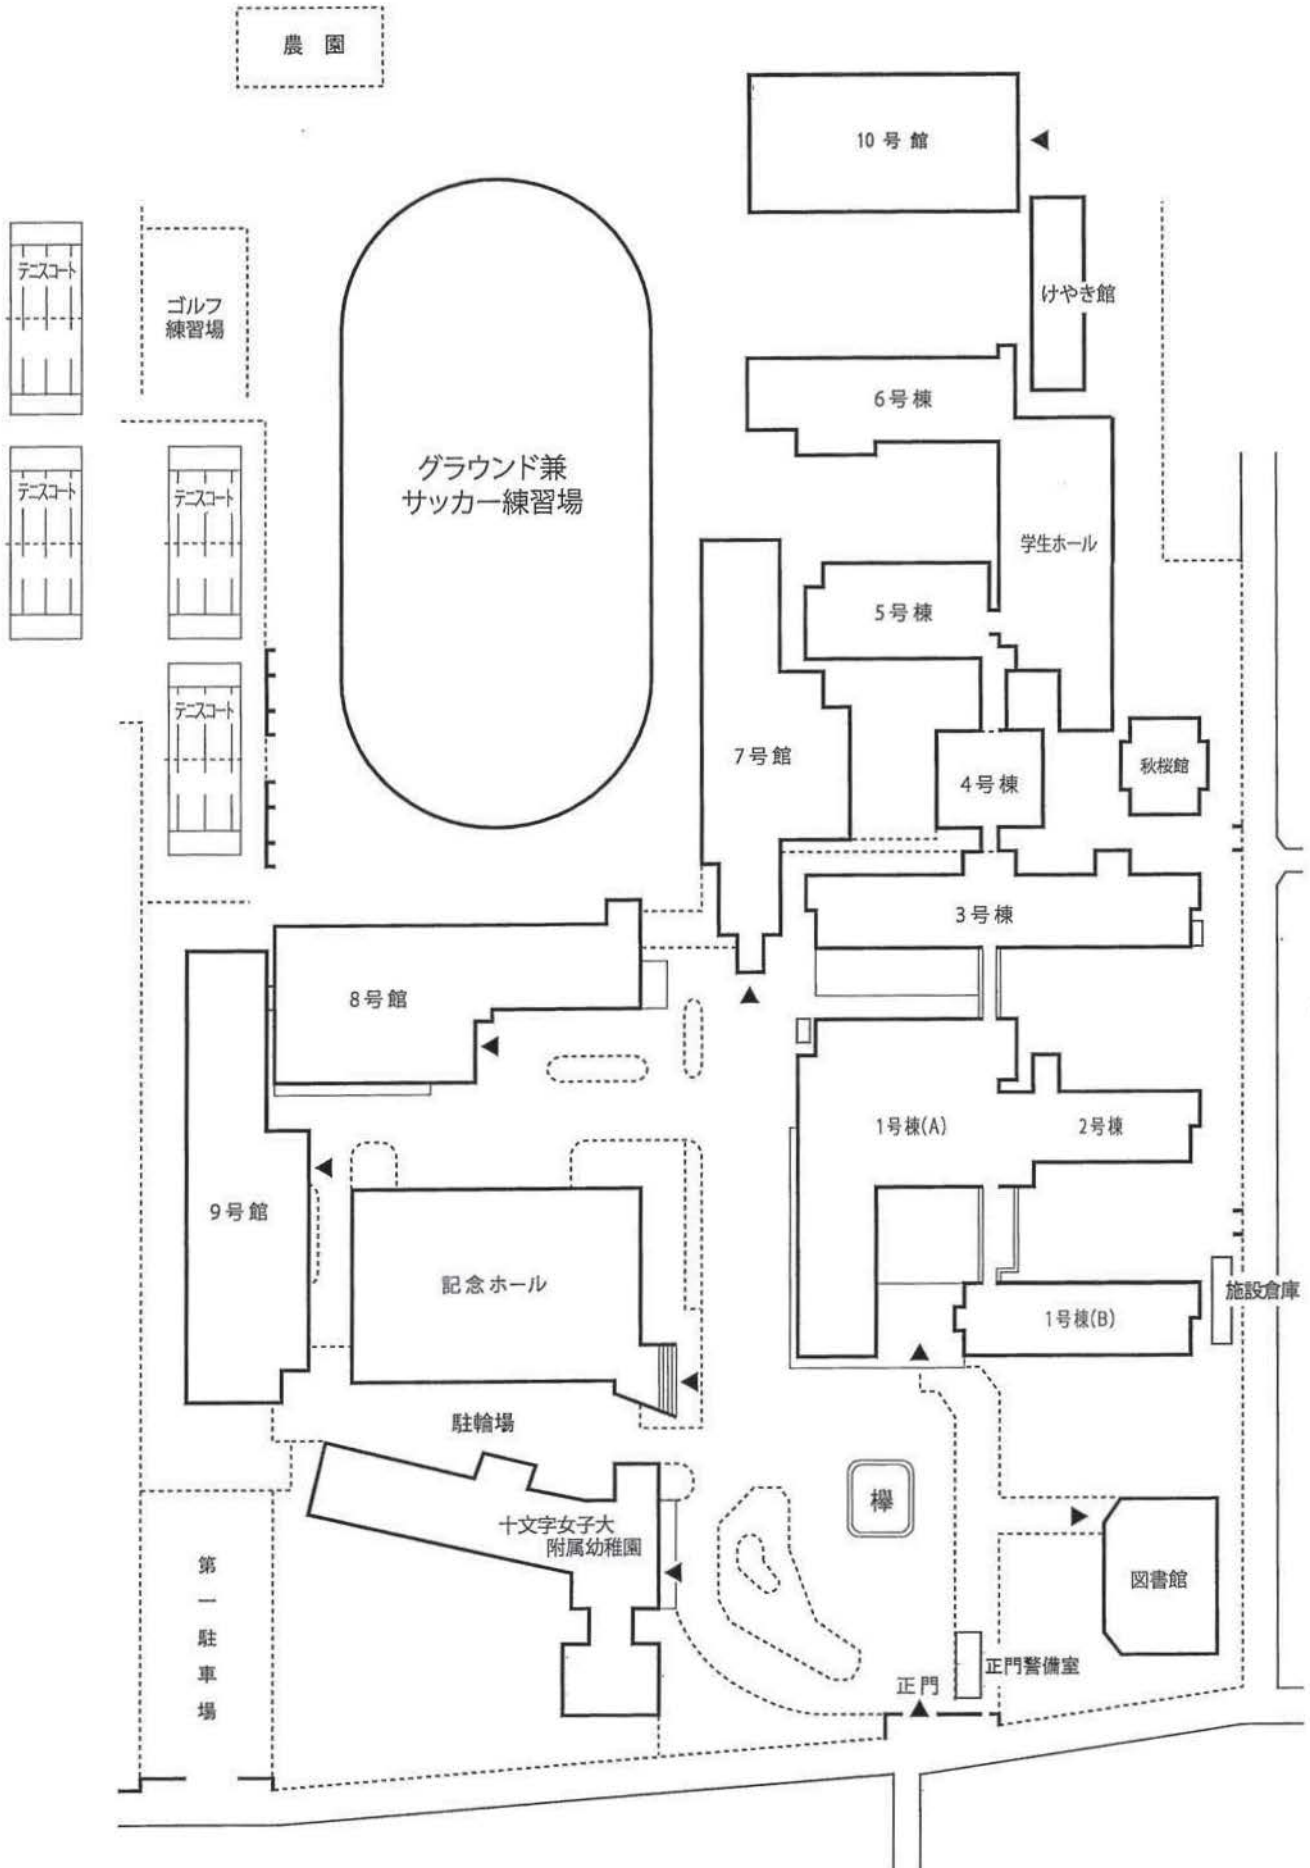 農 園
10 号 館
けやき館
テニスコート
ゴルフ
練習場
6号棟
グラウンド兼
サッカー練習場
テニスコート
テニスコート
学生ホール
5号棟
テニスコート
7号館
4号棟
秋桜館
3号棟
8号館
1号棟(A)
2号棟
9号館
記念ホール
施設倉庫
1号棟(B)
駐輪場
欅
十文字女子大
附属幼稚園
図書館
第一駐車場
正門警備室
正門